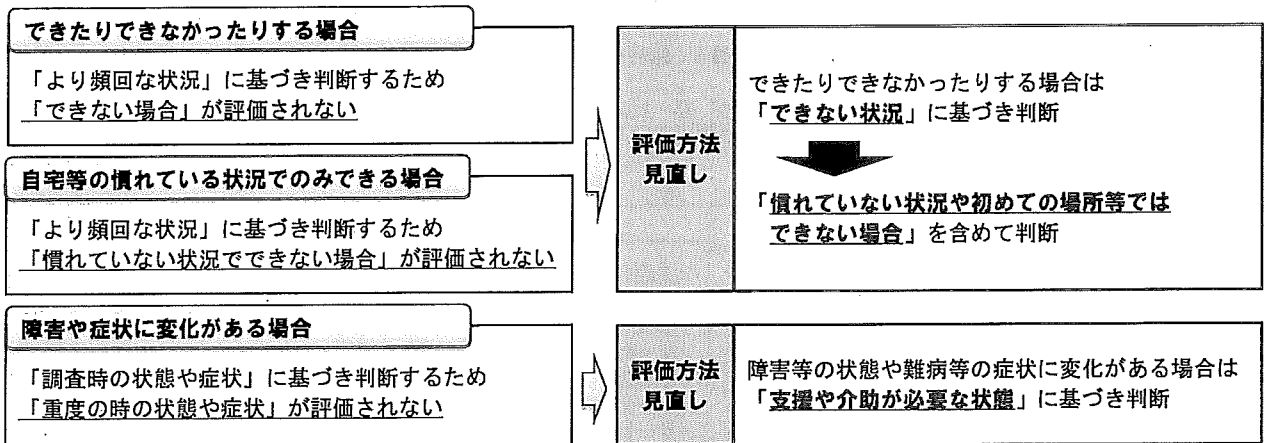 できたりできなかったりする場合
「より頻回な状況」に基づき判断するため
「できない場合」が評価されない
自宅等の慣れている状況でのみできる場合
「より頻回な状況」に基づき判断するため
「慣れていない状況でできない場合」が評価されない
評価方法
見直し
できたりできなかったりする場合は
「できない状況」に基づき判断
「慣れていない状況や初めての場所等では
できない場合」を含めて判断
障害や症状に変化がある場合
「調査時の状態や症状」に基づき判断するため
「重度の時の状態や症状」が評価されない
評価方法
見直し
障害等の状態や難病等の症状に変化がある場合は
「支援や介助が必要な状態」に基づき判断